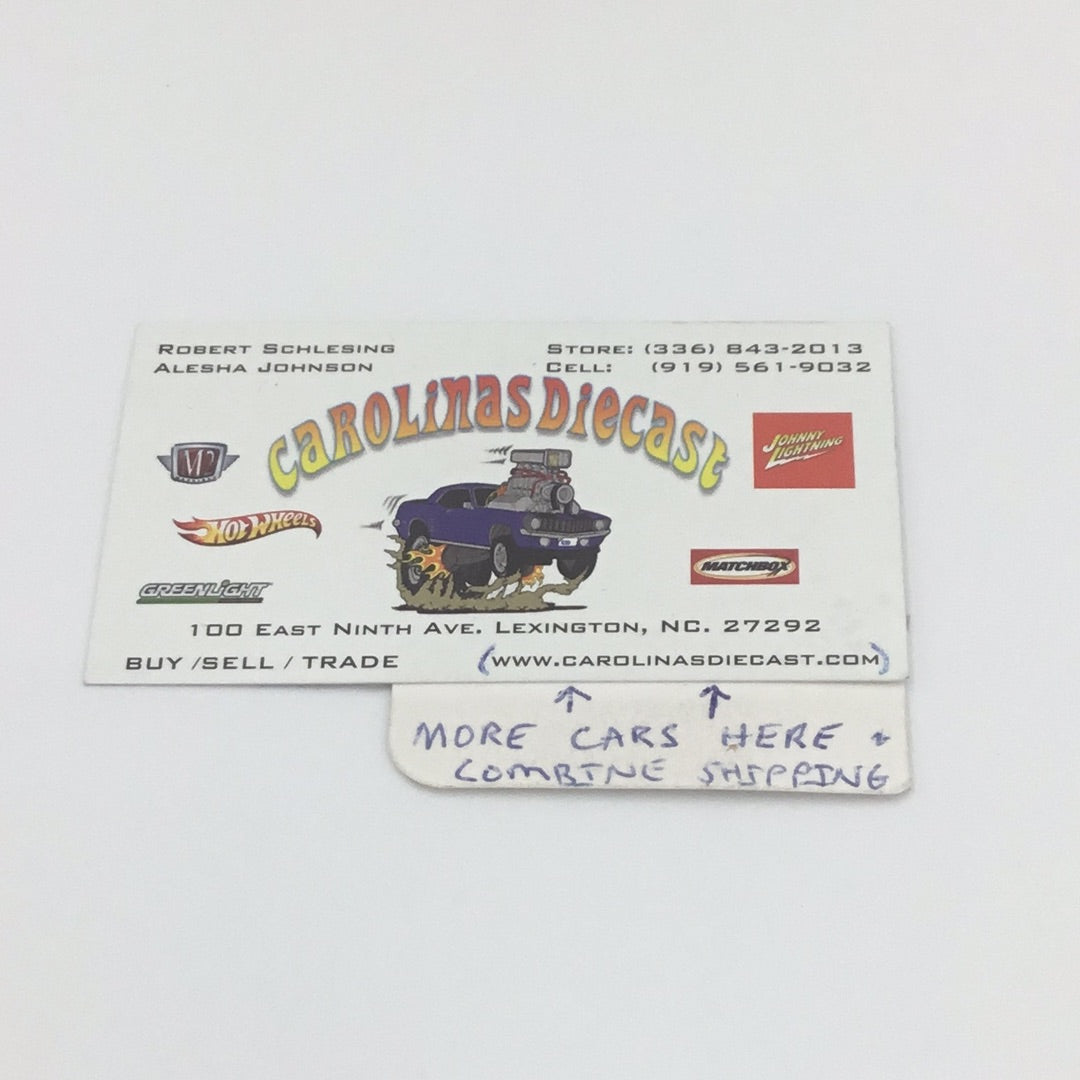 ROBERT SCHLESING
ALESHA JOHNSON
STORE: (336) 843-2013
CELL: (919) 561-9032
CAROLINAS DIECAST
M2
JOHNNY
LIGHTNING
HOT WHEELS
MATCHBOX
GREENLIGHT
100 EAST NINTH AVE. LEXINGTON, NC. 27292
BUY /SELL / TRADE
(WWW.CAROLINASDIECAST.COM)
↑ ↑
MORE CARS HERE +
COMBINE SHIPPING